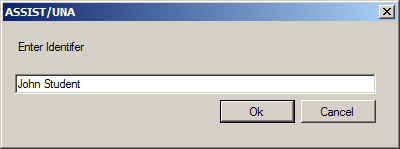 ASSIST/UNA
Enter Identifer
John Student
Ok
Cancel